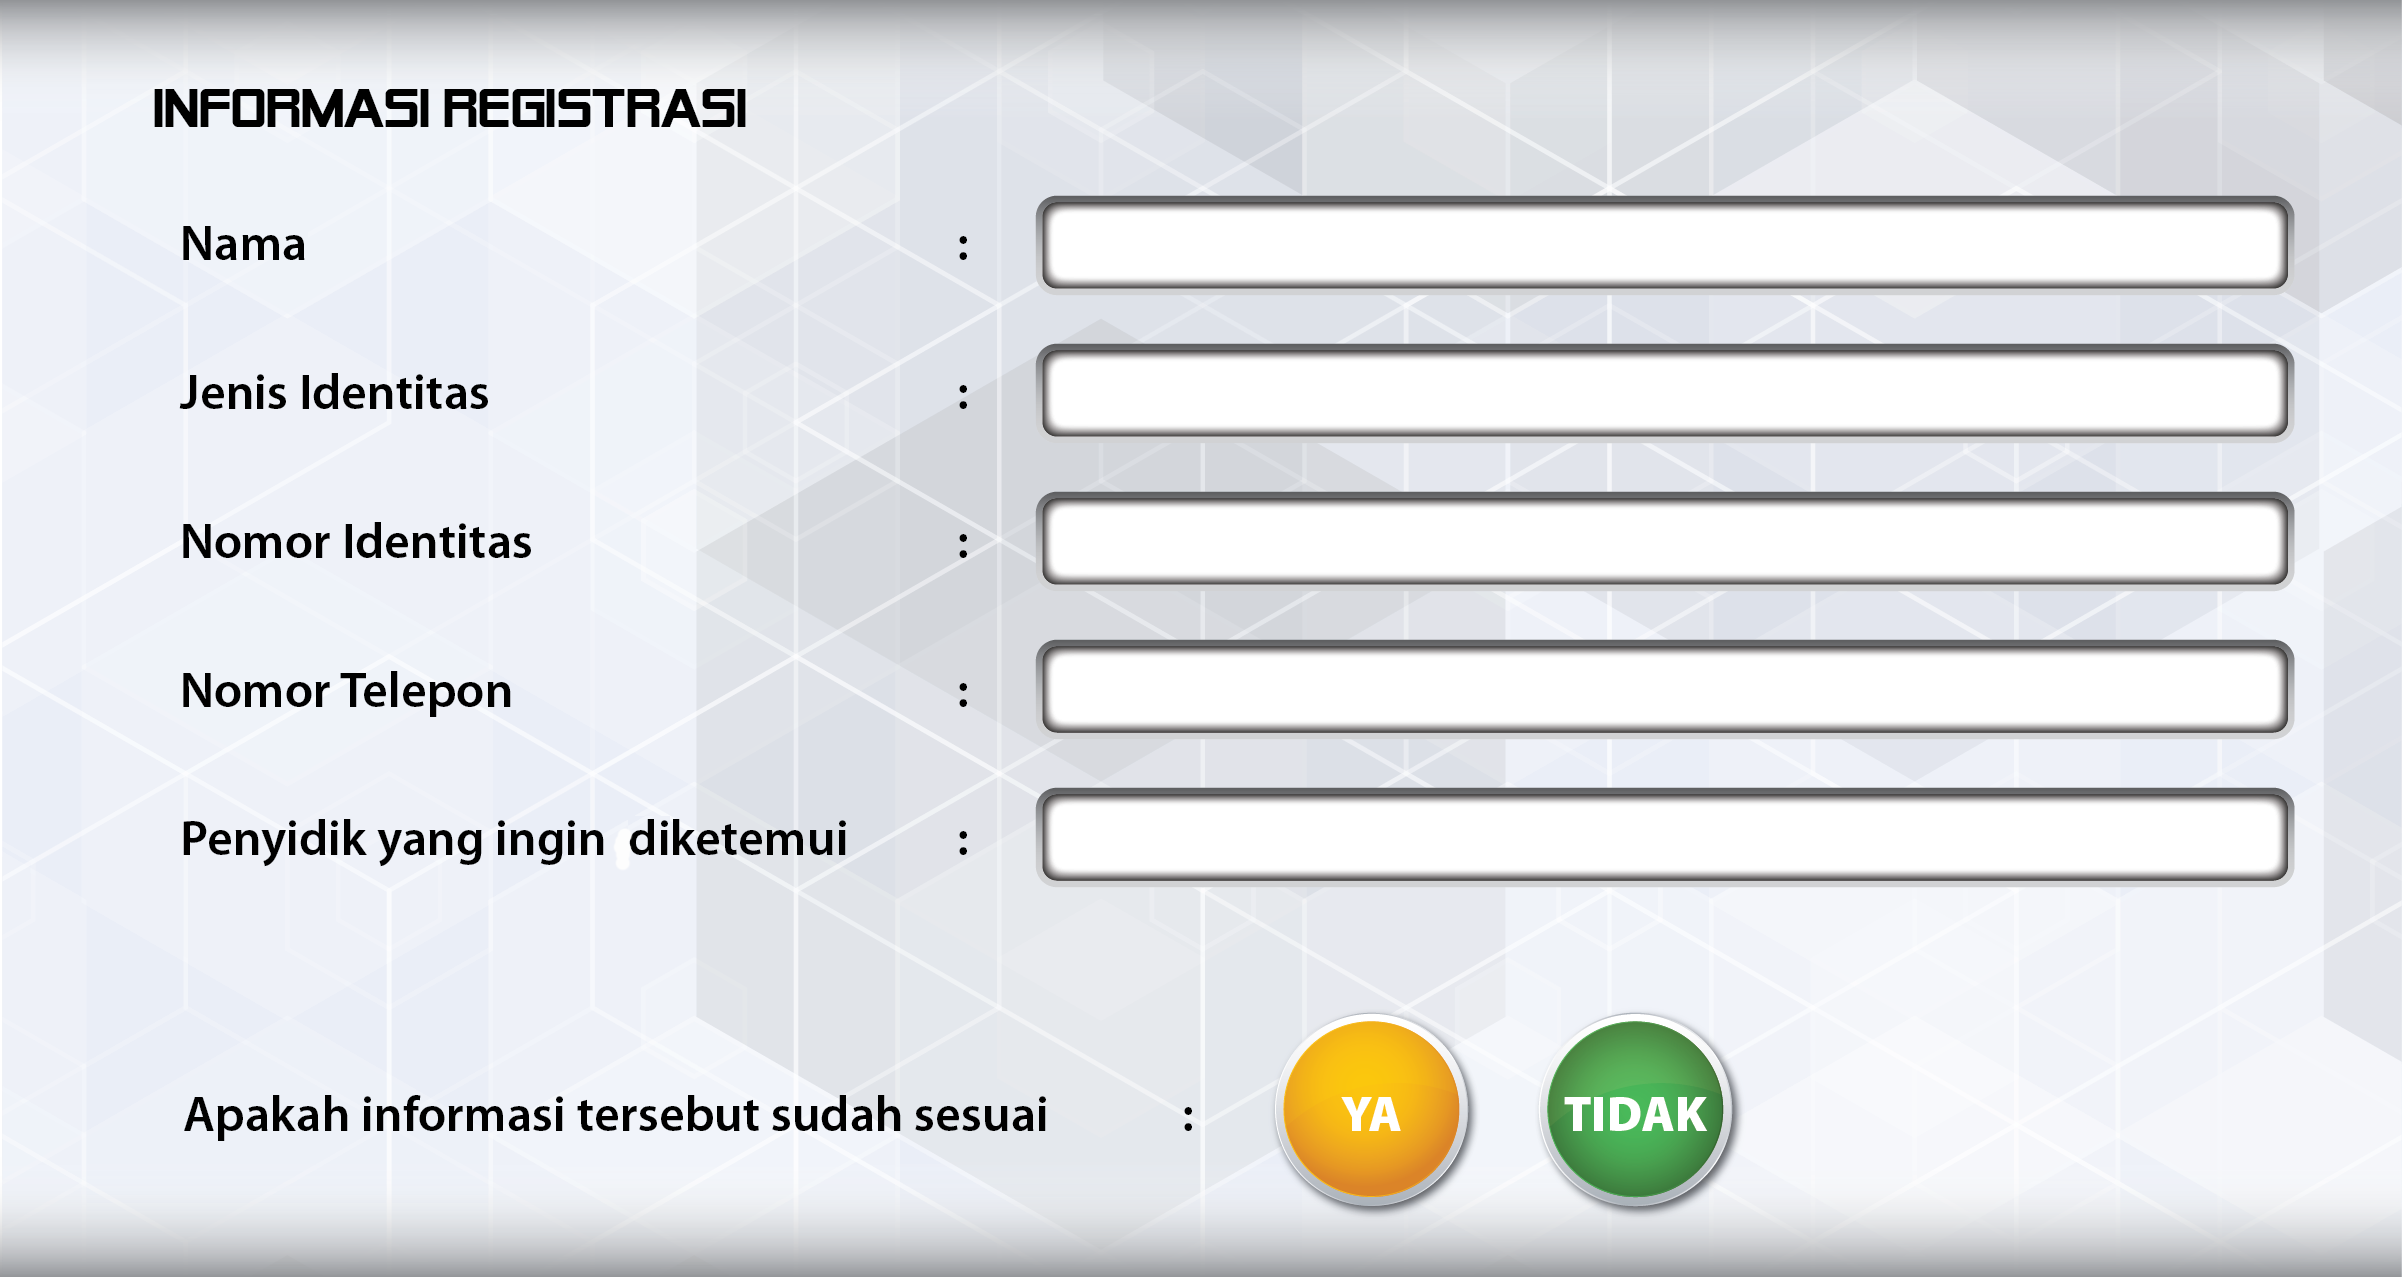 INFORMASI REGISTRASI
Nama :
Jenis Identitas :
Nomor Identitas :
Nomor Telepon :
Penyidik yang ingin diketemui :
Apakah informasi tersebut sudah sesuai : YA TIDAK